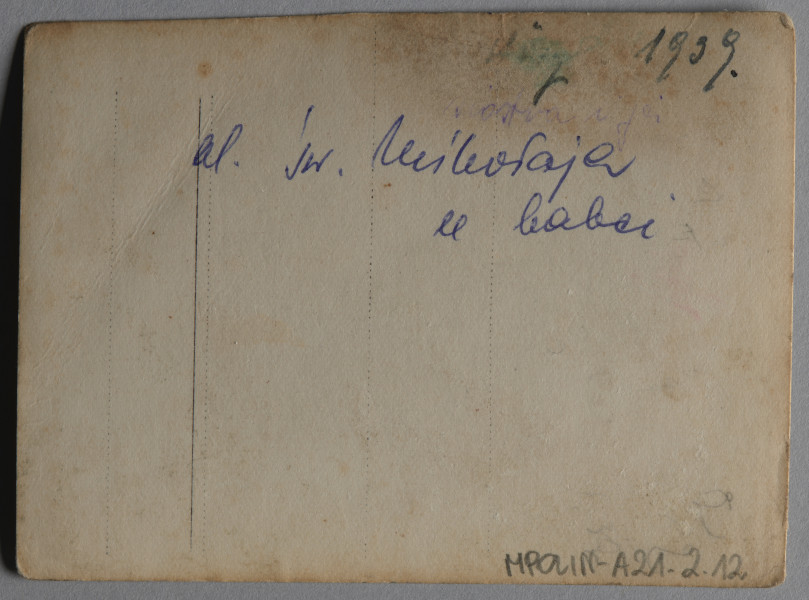 1939.
ul. św. Mikołaja
u babci
MPOLIN-A21-2.12